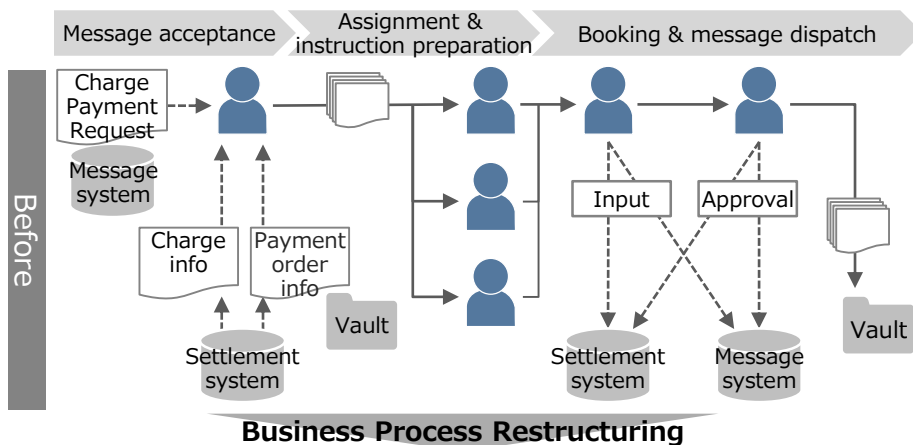 Message acceptance
Assignment &
instruction preparation
Booking & message dispatch
Before
Charge
Payment
Request
Message
system
Charge
info
Payment
order
info
Vault
Settlement
system
Input
Approval
Settlement
system
Message
system
Vault
Business Process Restructuring